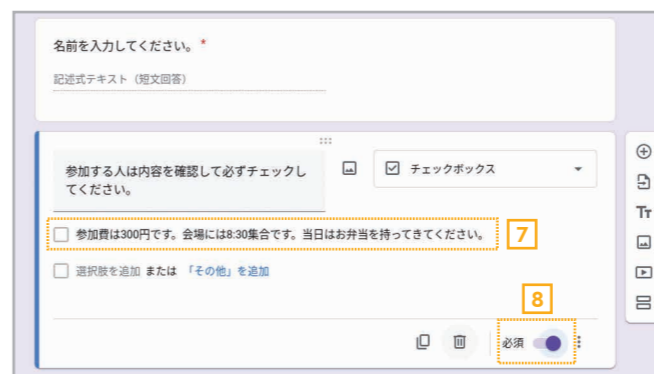 名前を入力してください。 *
記述式テキスト（短文回答）
参加する人は内容を確認して必ずチェックし
てください。
チェックボックス
参加費は300円です。会場には8:30集合です。当日はお弁当を持ってきてください。
7
選択肢を追加 または 「その他」を追加
8
必須
Tт